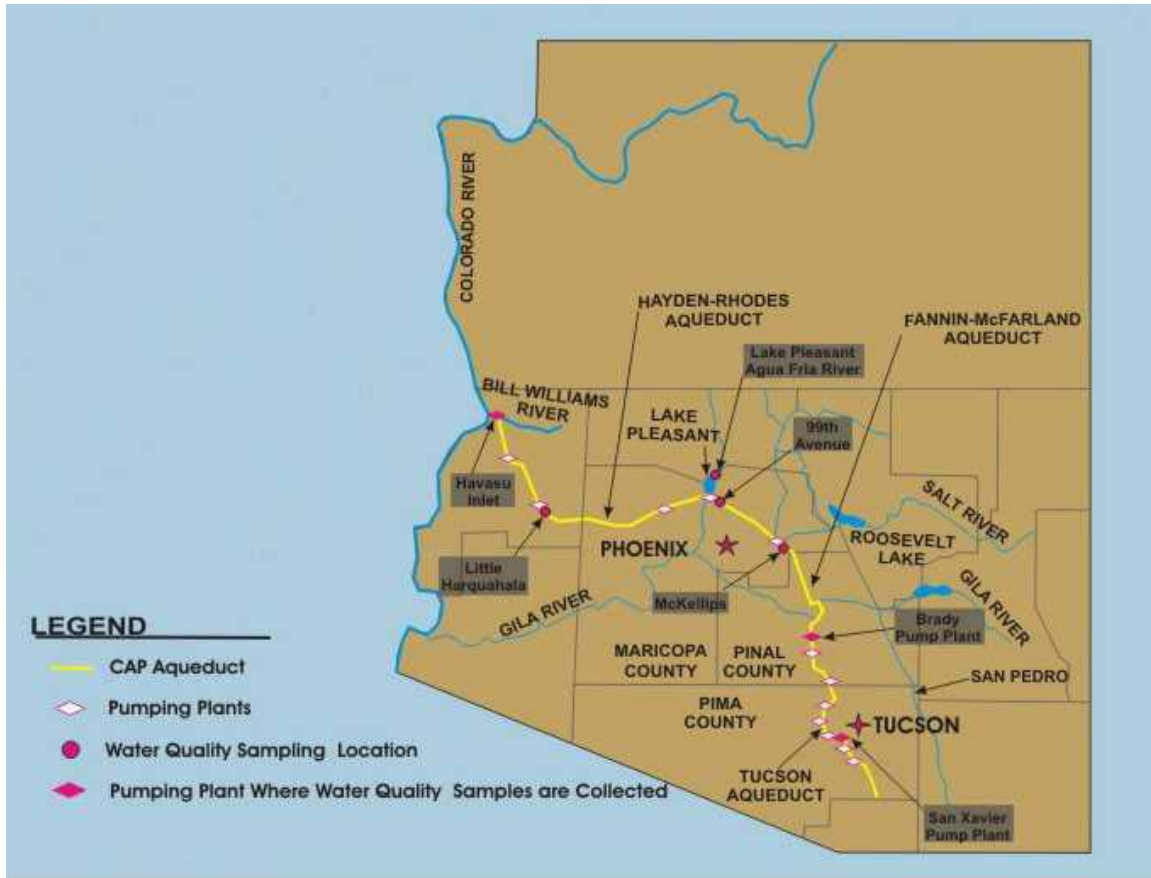 COLORADO RIVER
HAYDEN-RHODES
AQUEDUCT
FANNIN-McFARLAND
AQUEDUCT
Lake Pleasant
Agua Fria River
BILL WILLIAMS
RIVER
LAKE
PLEASANT
99th
Avenue
Havasu
Inlet
SALT RIVER
ROOSEVELT
LAKE
PHOENIX
Little
Harquahala
McKellips
GILA RIVER
GILA RIVER
Brady
Pump Plant
MARICOPA
COUNTY
PINAL
COUNTY
SAN PEDRO
PIMA
COUNTY
TUCSON
TUCSON
AQUEDUCT
San Xavier
Pump Plant
LEGEND
CAP Aqueduct
Pumping Plants
Water Quality Sampling Location
Pumping Plant Where Water Quality Samples are Collected